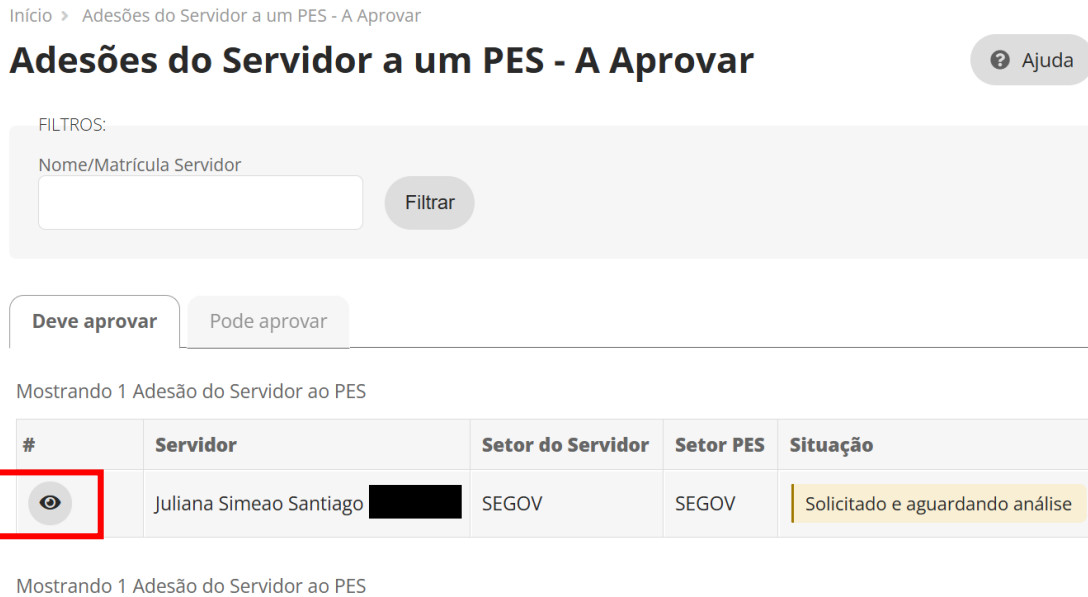 Início > Adesões do Servidor a um PES - A Aprovar
Adesões do Servidor a um PES - A Aprovar
Ajuda
FILTROS:
Nome/Matrícula Servidor
Filtrar
Deve aprovar
Pode aprovar
Mostrando 1 Adesão do Servidor ao PES
# Servidor Setor do Servidor Setor PES Situação
Juliana Simeao Santiago SEGOV SEGOV Solicitado e aguardando análise
Mostrando 1 Adesão do Servidor ao PES